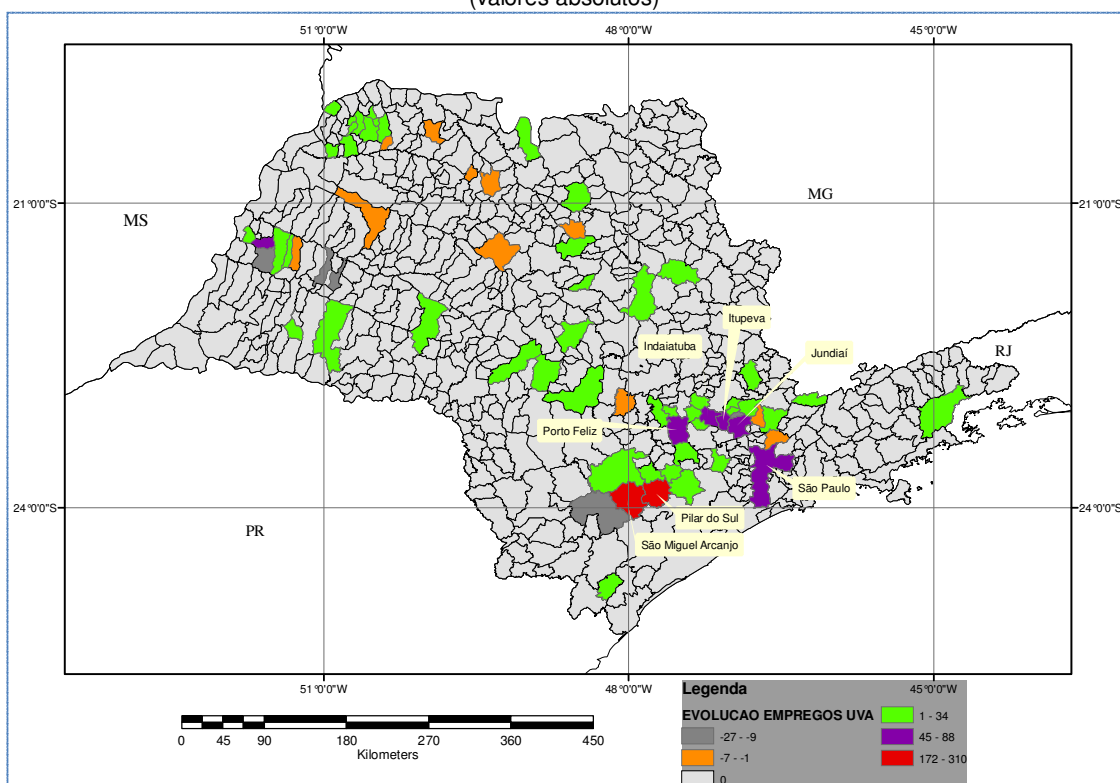 (valores absolutos)
51°0'0"W
48°0'0"W
45°0'0"W
21°0'0"S
MS
MG
21°0'0"S
Itupeva
Indaiatuba
Jundiaí
RJ
Porto Feliz
São Paulo
24°0'0"S
Pilar do Sul
24°0'0"S
São Miguel Arcanjo
PR
51°0'0"W
48°0'0"W
45°0'0"W
Legenda
EVOLUCAO EMPREGOS UVA
-27 - -9
-7 - -1
0
1 - 34
45 - 88
172 - 310
0 45 90 180 270 360 450
Kilometers